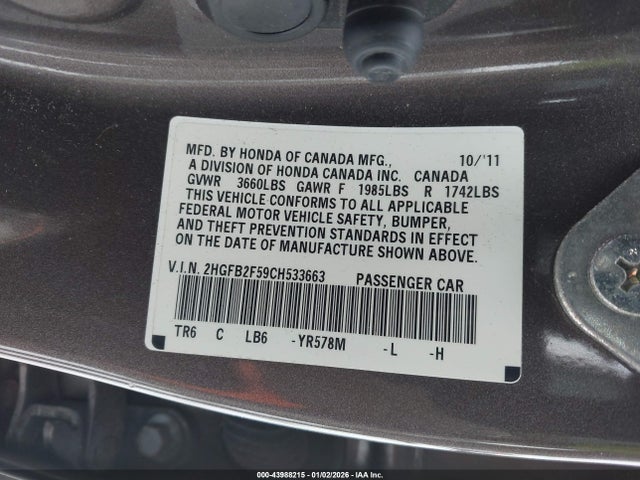 MFD. BY HONDA OF CANADA MFG., 10/'11
A DIVISION OF HONDA CANADA INC. CANADA
GVWR 3660LBS GAWR F 1985LBS R 1742LBS
THIS VEHICLE CONFORMS TO ALL APPLICABLE
FEDERAL MOTOR VEHICLE SAFETY, BUMPER,
AND THEFT PREVENTION STANDARDS IN EFFECT
ON THE DATE OF MANUFACTURE SHOWN ABOVE.
V.I.N. 2HGFB2F59CH533663 PASSENGER CAR
TR6 C LB6 -YR578M -L -H
000-43988215 - 01/02/2026 - IAA Inc.